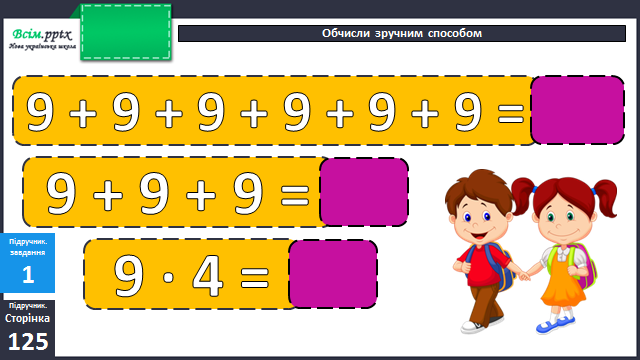 Всім.pptx
Нова українська школа
Обчисли зручним способом
9 + 9 + 9 + 9 + 9 + 9 =
9 + 9 + 9 =
9 · 4 =
Підручник.
завдання
1
Підручник.
Сторінка
125